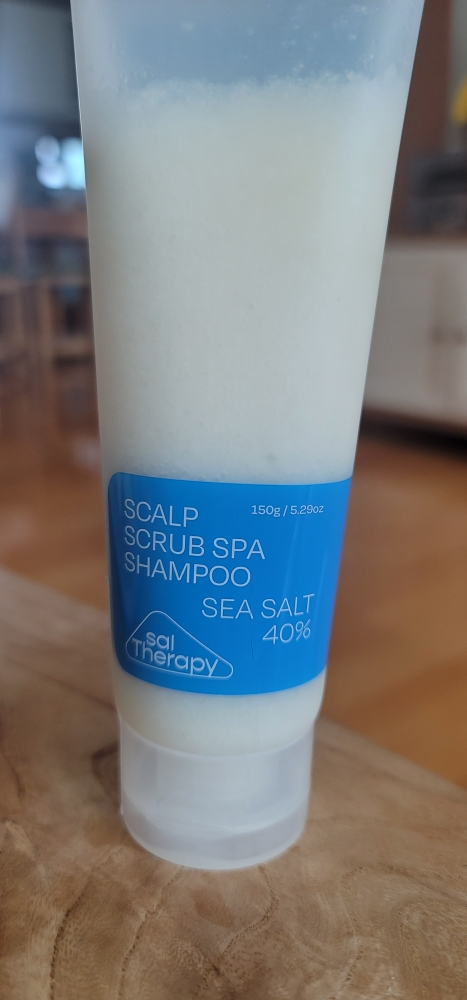 SCALP
150g / 5.29oz
SCRUB SPA
SHAMPOO
SEA SALT
40%
sal
Therapy